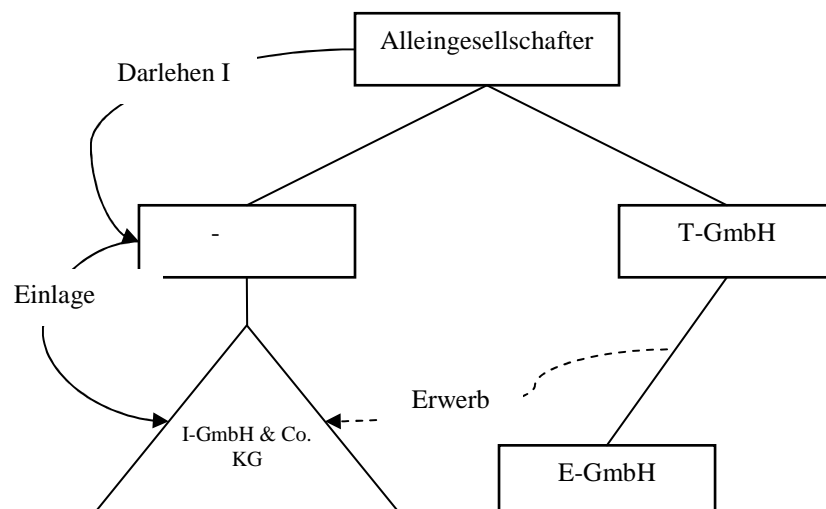 Alleingesellschafter
Darlehen I
-
T-GmbH
Einlage
Erwerb
I-GmbH & Co.
KG
E-GmbH